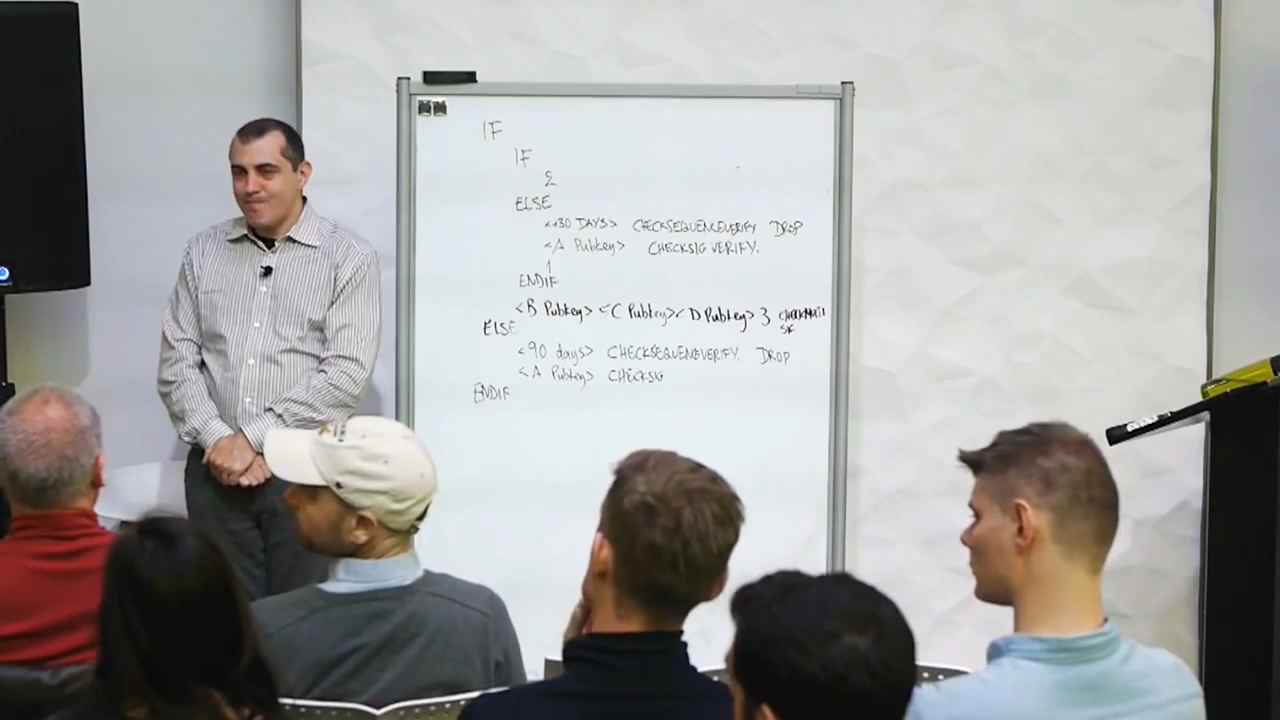 IF
IF
2
ELSE
<30 DAYS> CHECKSEQUENCEVERIFY DROP
<A Pubkey> CHECKSIG VERIFY.
1
ENDIF
<B Pubkey> <C Pubkey> <D Pubkey> 3
ELSE
<90 days> CHECKSEQUENCEVERIFY. DROP
<A Pubkey> CHECKSIG
ENDIF